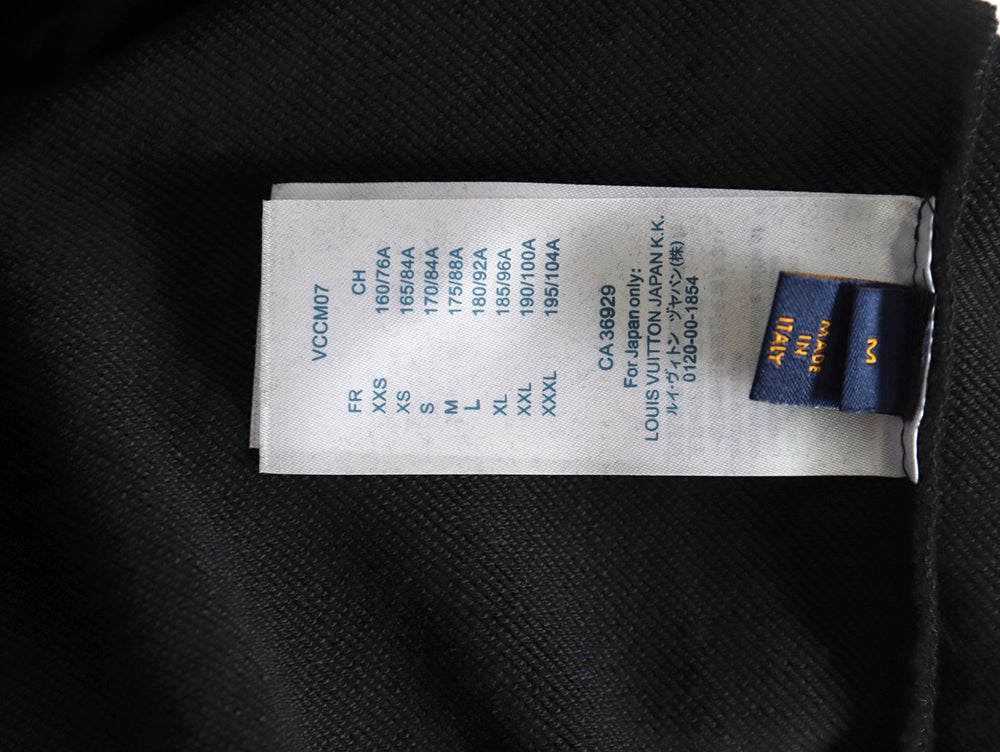 VCCM07
FR CH
XXS 160/76A
XS 165/84A
S 170/84A
M 175/88A
L 180/92A
XL 185/96A
XXL 190/100A
XXXL 195/104A
CA 36929
For Japan only:
LOUIS VUITTON JAPAN K.K.
ルイ・ヴィトン ヅヤパン(株)
0120-00-1854
MADE
IN
ITALY
M